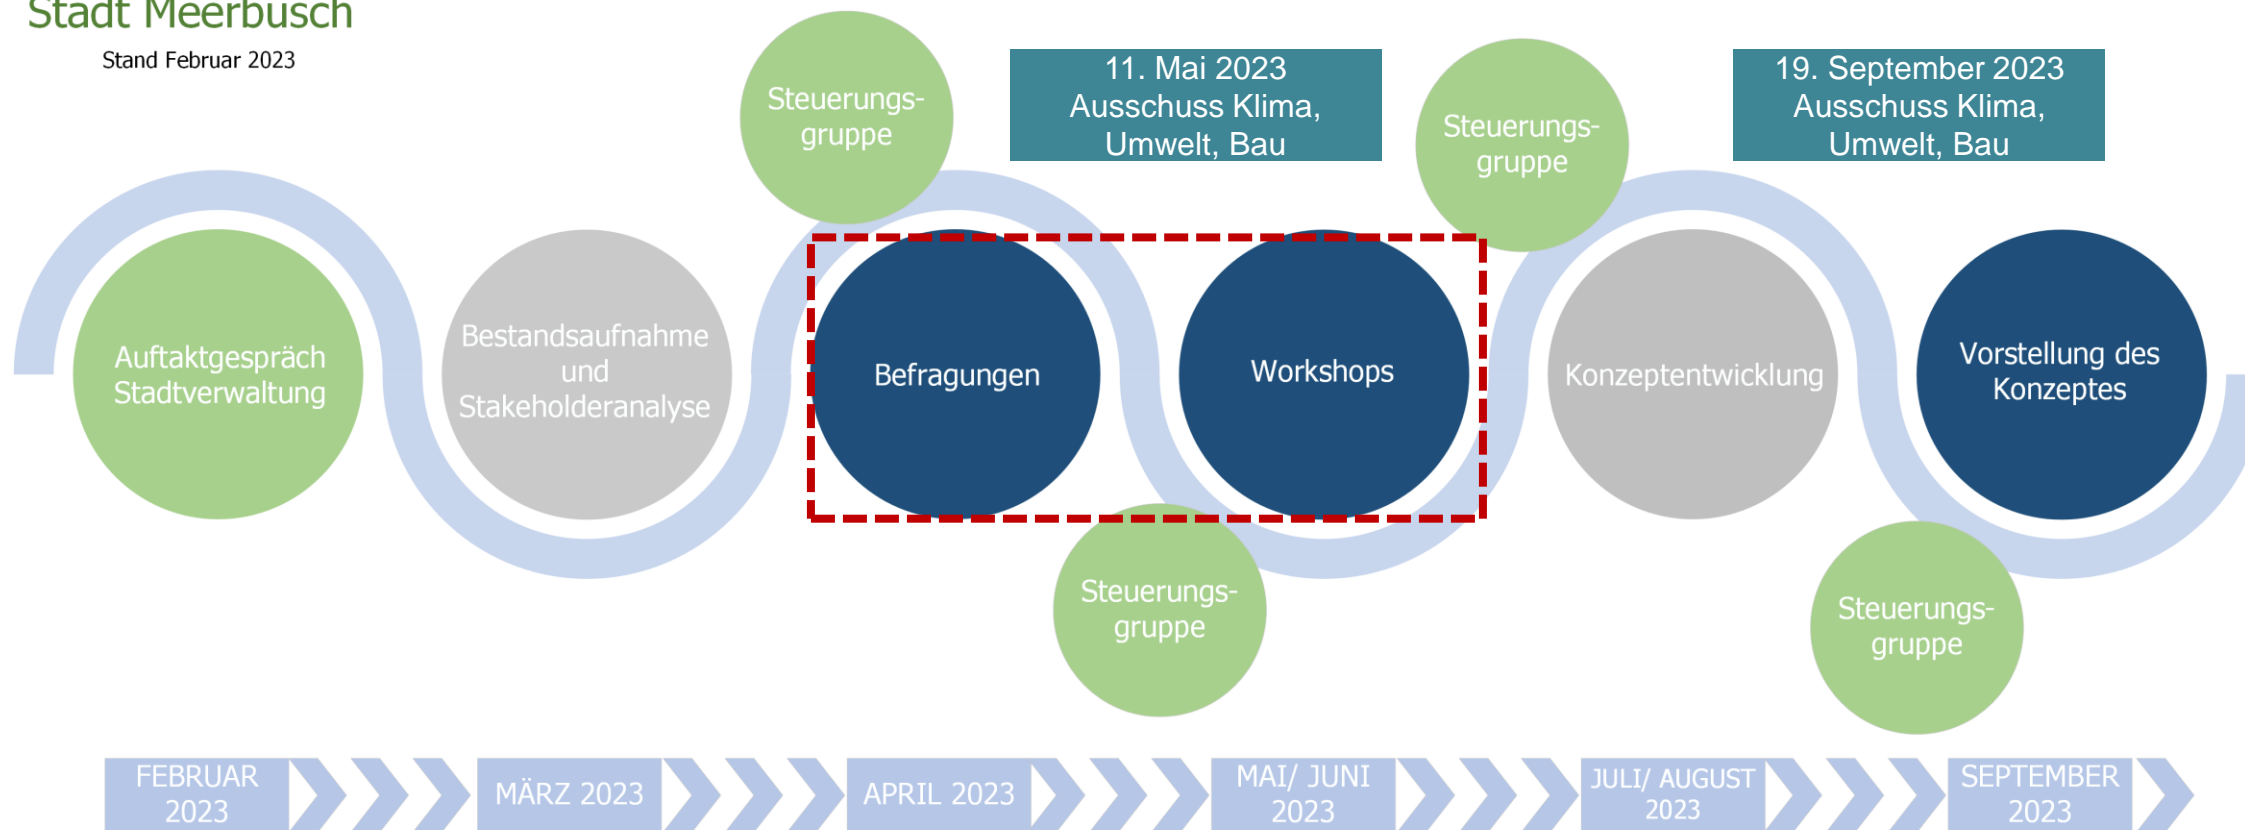 Stadt Meerbusch
Stand Februar 2023
Steuerungs-
gruppe
11. Mai 2023
Ausschuss Klima,
Umwelt, Bau
Steuerungs-
gruppe
19. September 2023
Ausschuss Klima,
Umwelt, Bau
Auftaktgespräch
Stadtverwaltung
Bestandsaufnahme
und
Stakeholderanalyse
Befragungen
Workshops
Konzeptentwicklung
Vorstellung des
Konzeptes
Steuerungs-
gruppe
Steuerungs-
gruppe
FEBRUAR
2023
MÄRZ 2023
APRIL 2023
MAI/ JUNI
2023
JULI/ AUGUST
2023
SEPTEMBER
2023